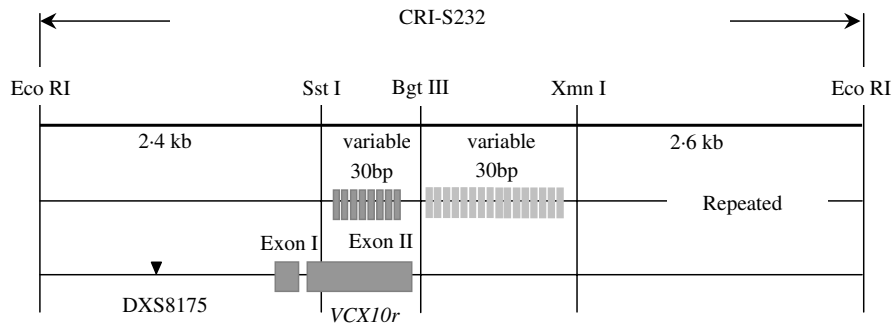 CRI-S232
Eco RI Sst I Bgt III Xmn I Eco RI
2·4 kb variable variable 2·6 kb
30bp 30bp
Repeated
Exon I Exon II
DXS8175
VCX10r